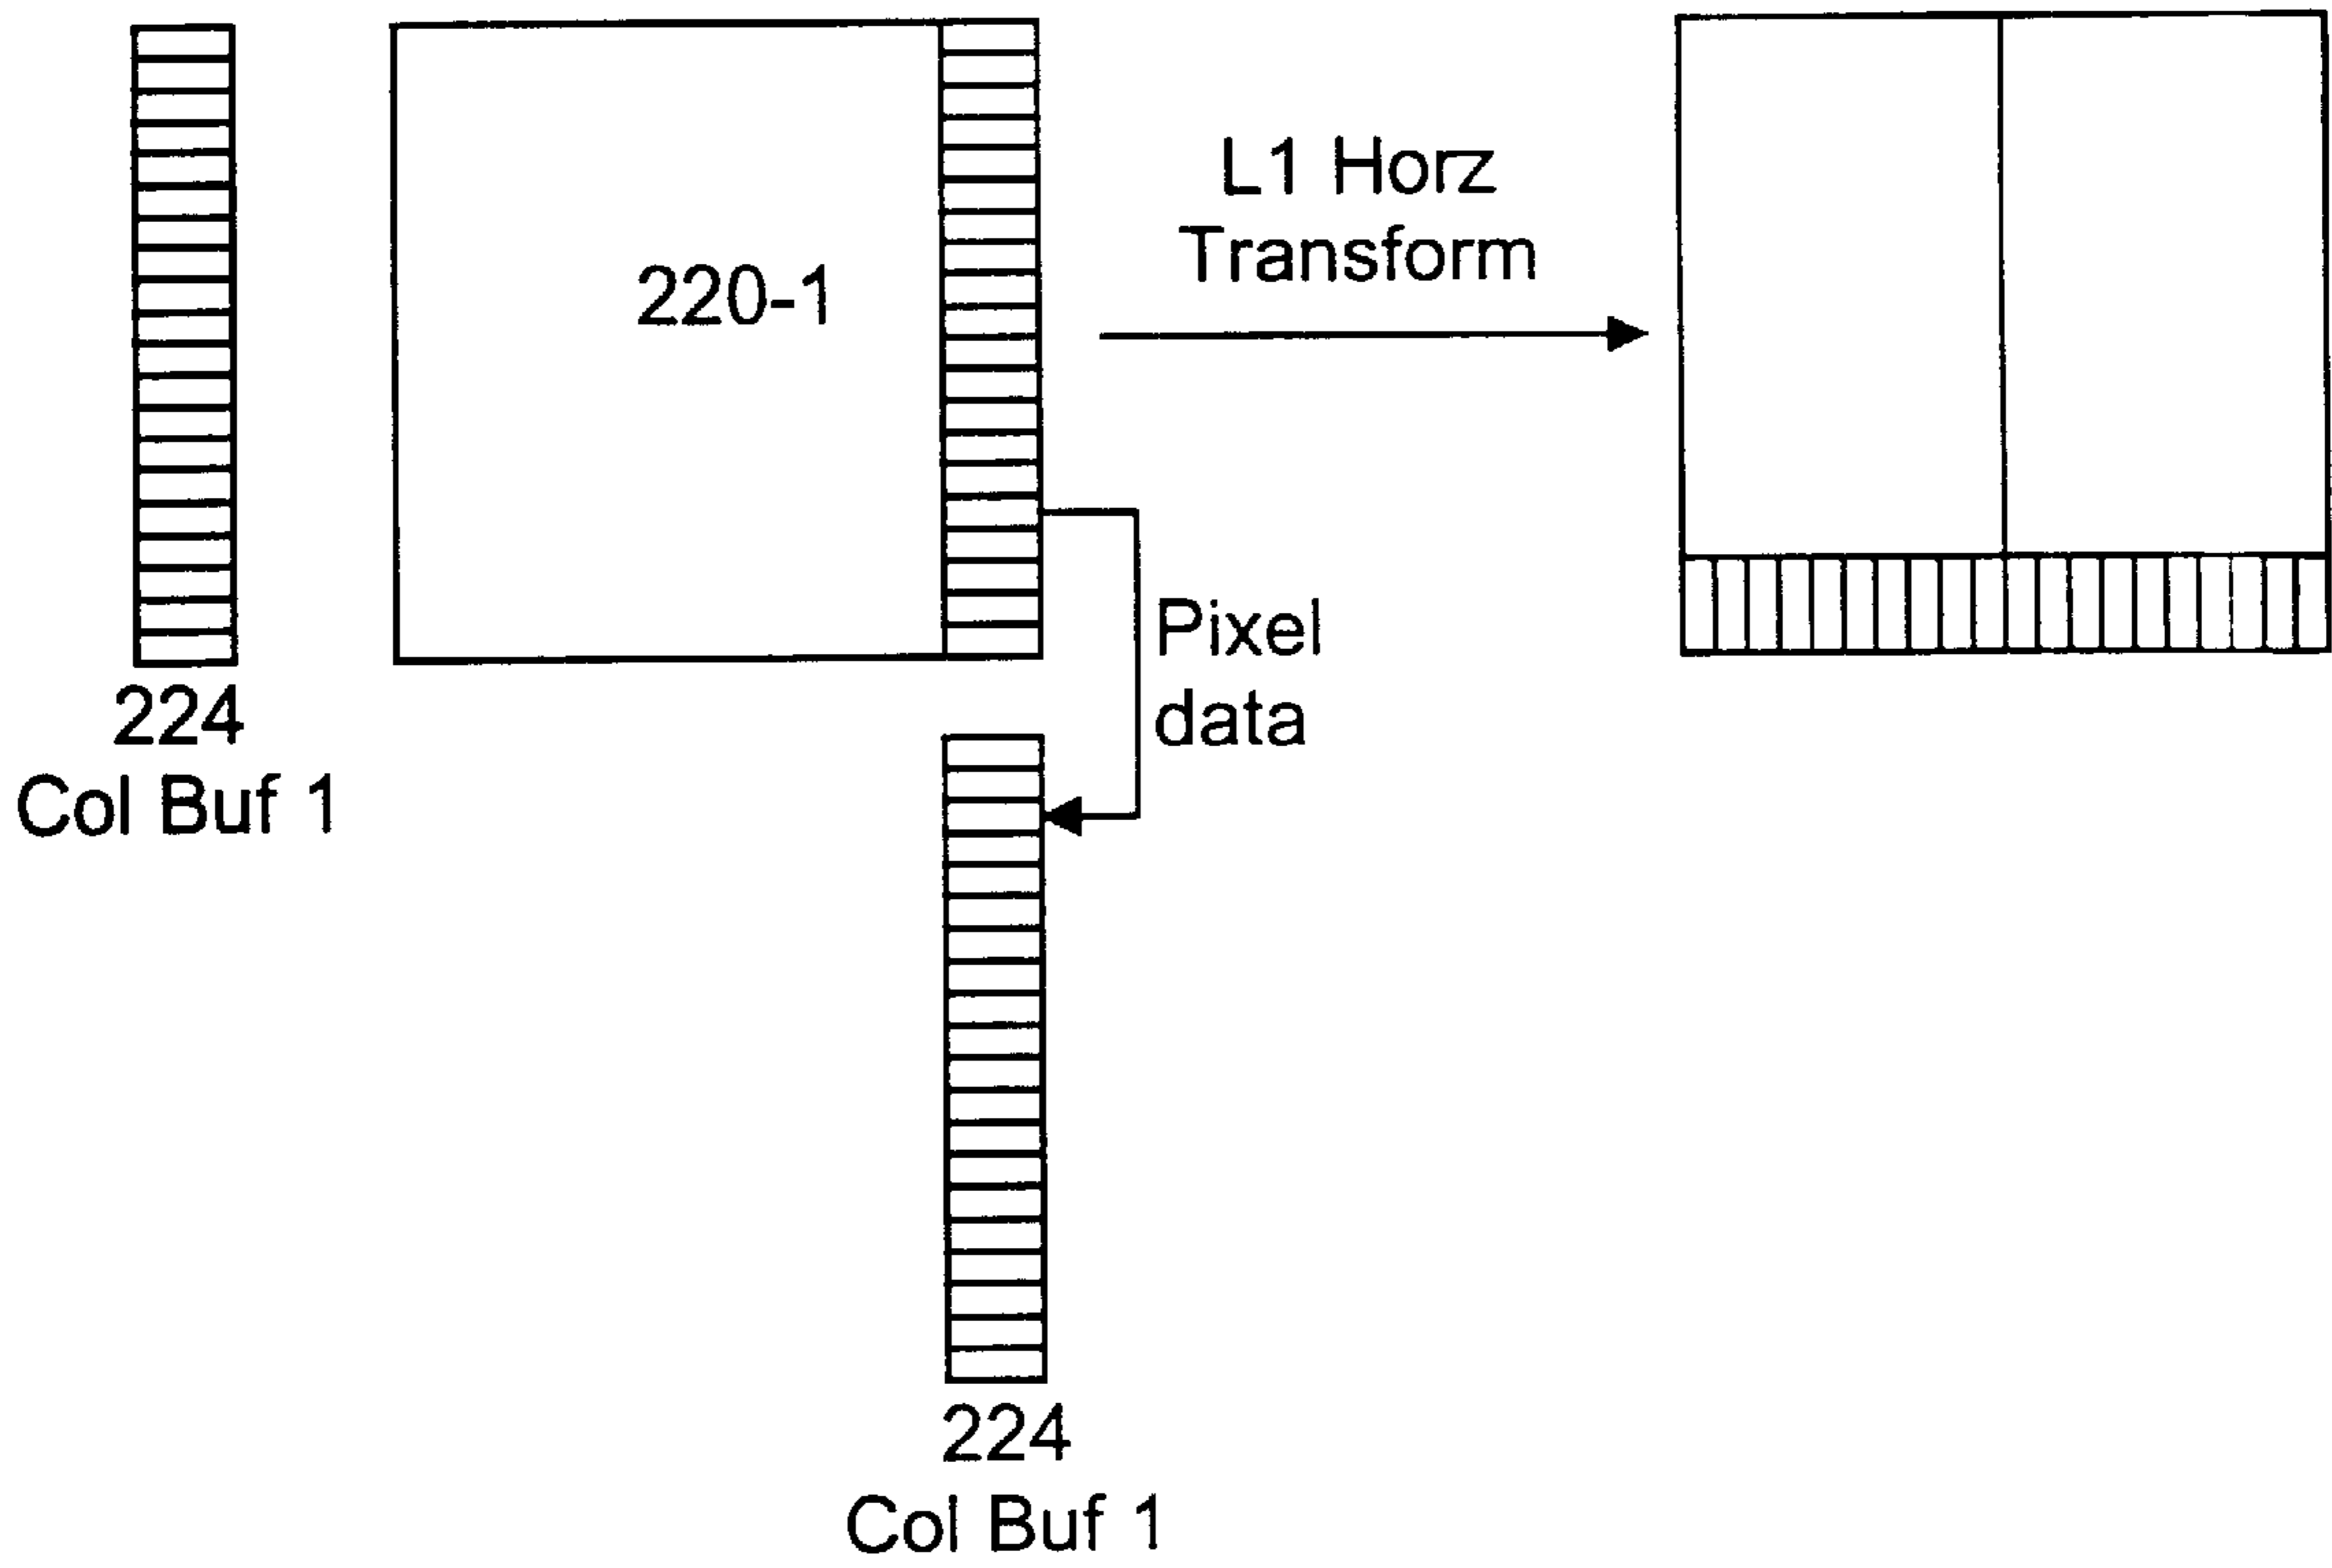 220-1
L1 Horz
Transform
Pixel
data
224
Col Buf 1
224
Col Buf 1